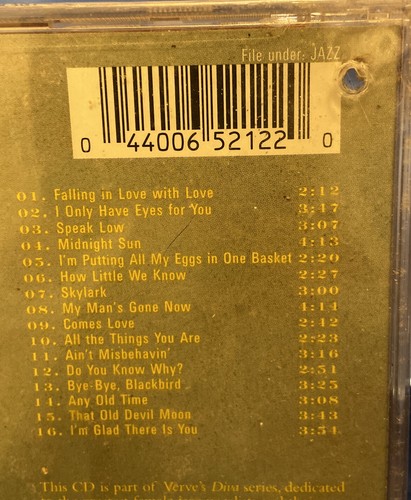 File under: JAZZ
0 44006 52122 0
01. Falling in Love with Love 2:12
02. I Only Have Eyes for You 3:47
03. Speak Low 3:07
04. Midnight Sun 4:13
05. I'm Putting All My Eggs in One Basket 2:20
06. How Little We Know 2:27
07. Skylark 3:00
08. My Man's Gone Now 4:14
09. Comes Love 2:42
10. All the Things You Are 2:23
11. Ain't Misbehavin' 3:16
12. Do You Know Why? 2:51
13. Bye-Bye, Blackbird 3:25
14. Any Old Time 3:08
15. That Old Devil Moon 3:43
16. I'm Glad There Is You 3:54
This CD is part of Verve's Diva series, dedicated